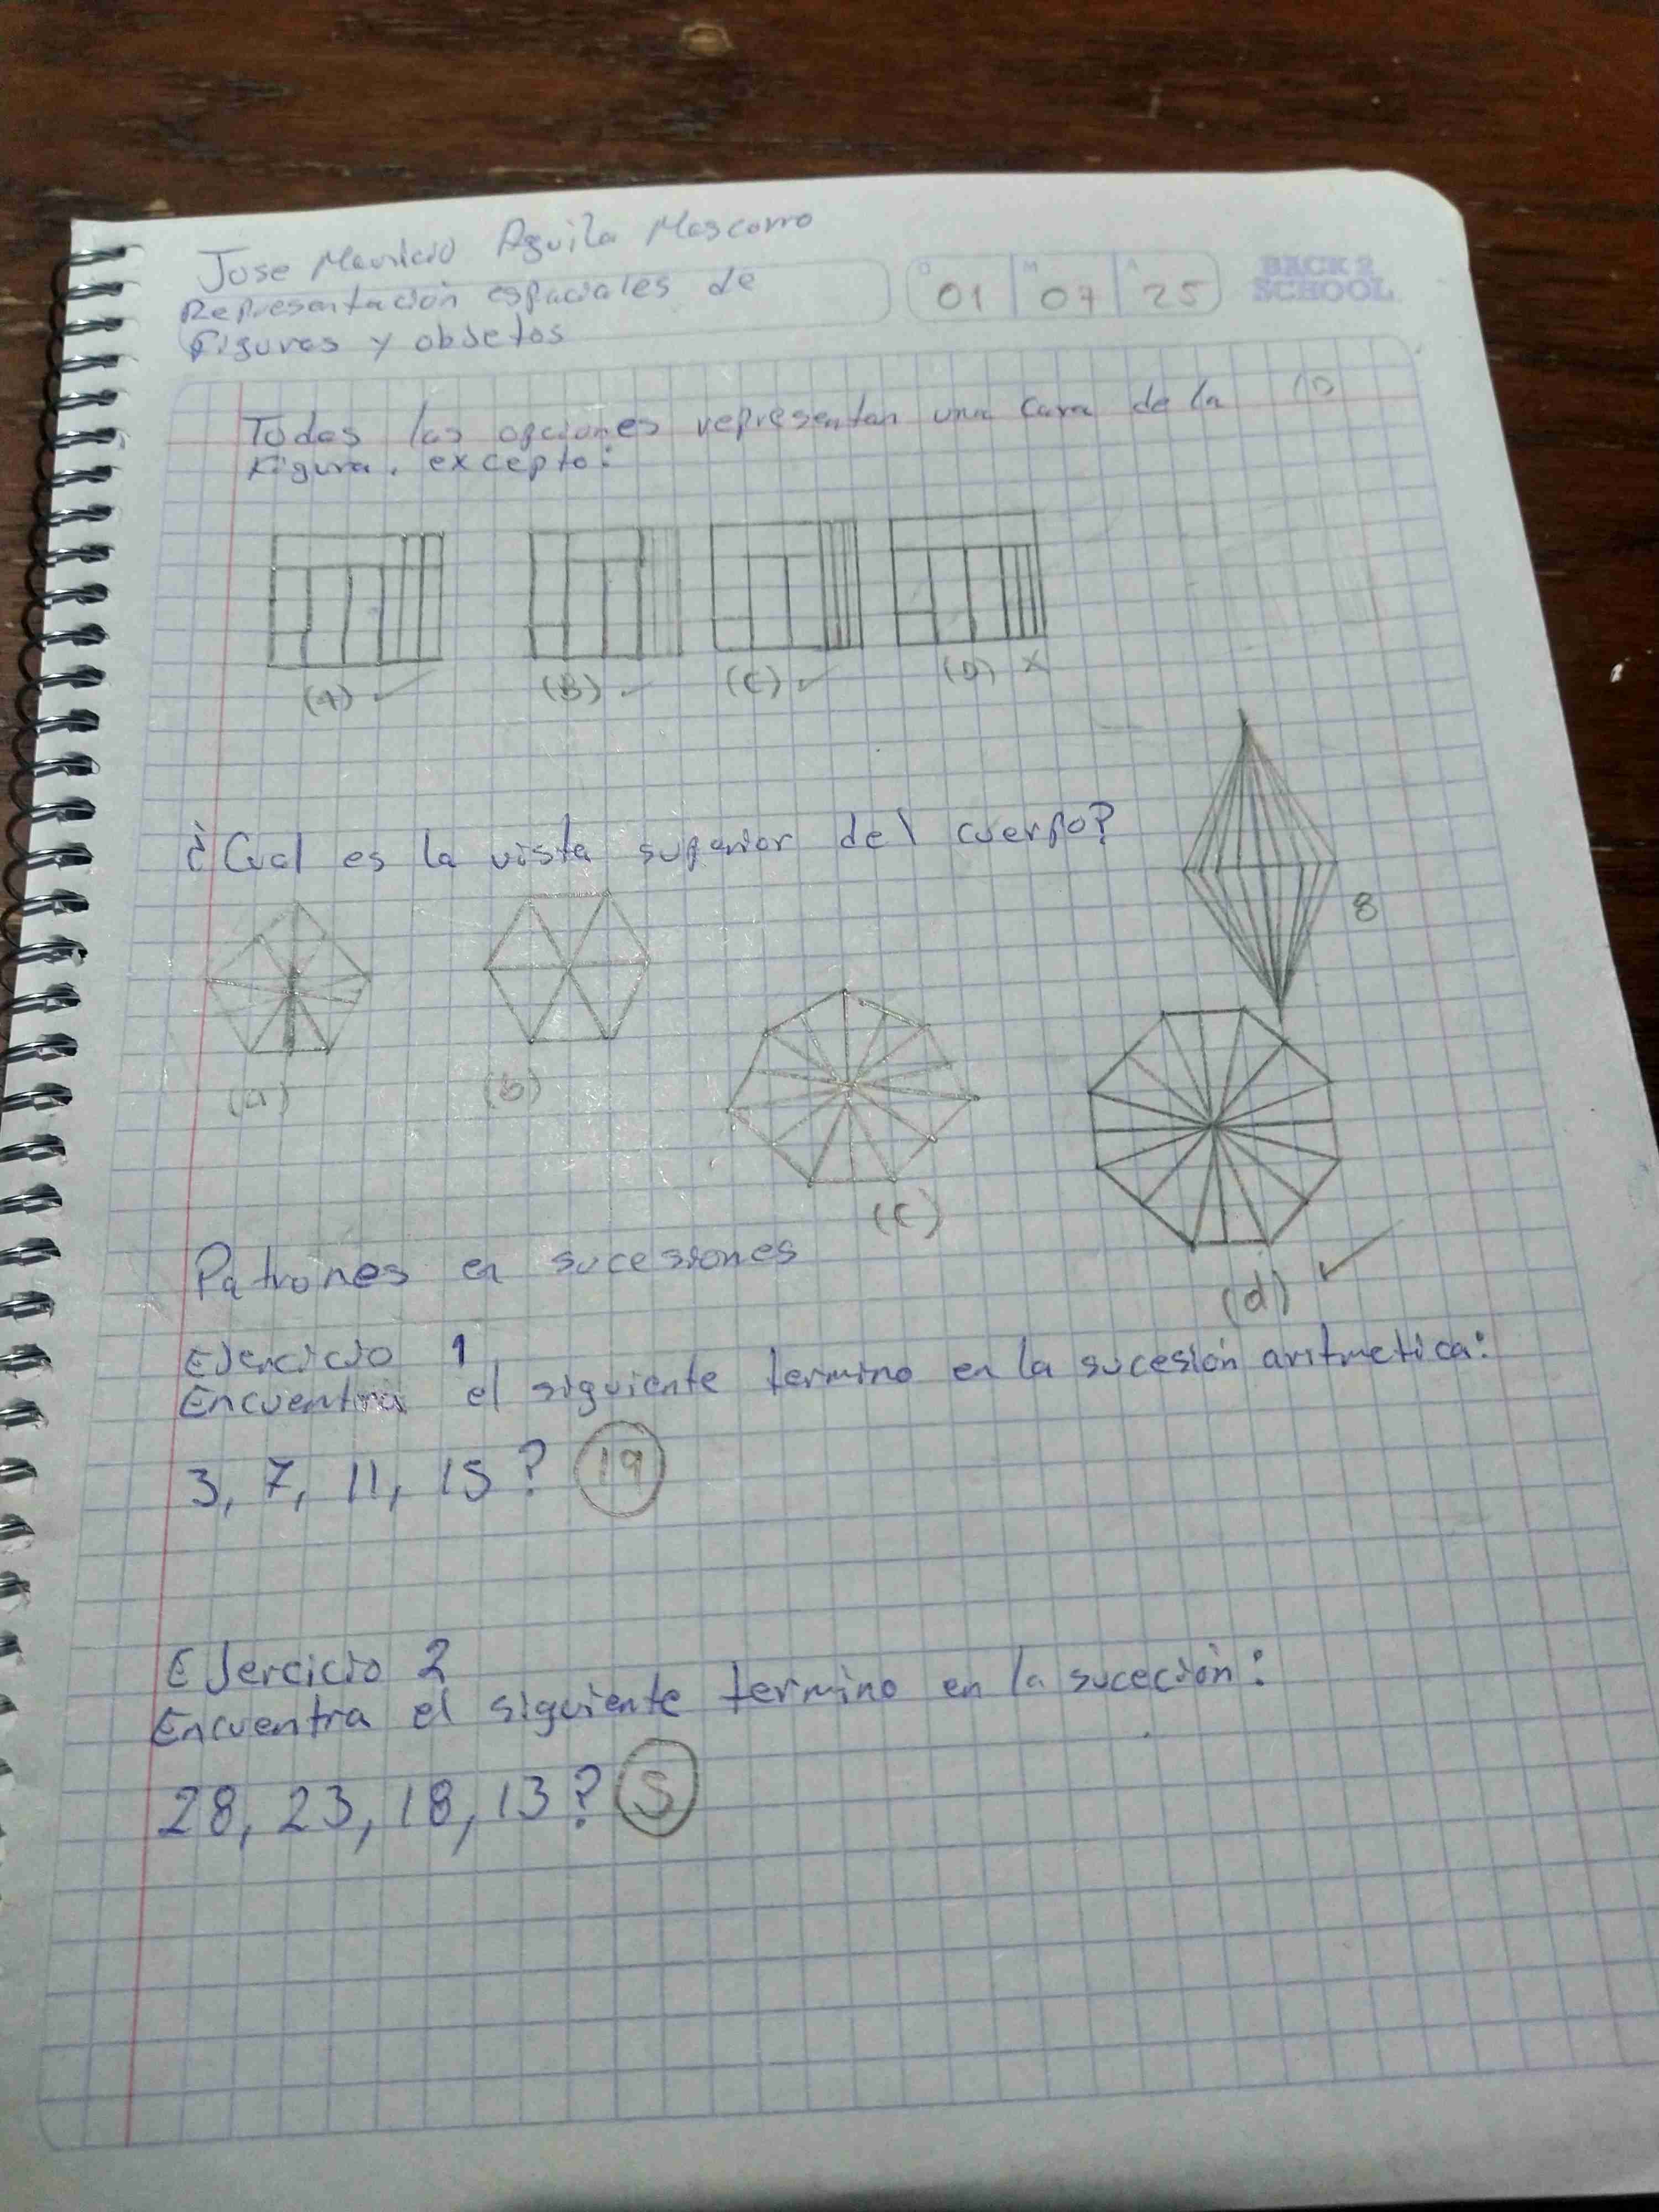 Jose Mauricio Aguila Mascorro
Representación espaciales de
Figuras y objetos
D 01 M 07 A 25
BACK 2
SCHOOL
Todas las opciones representan una cara de la
Figura. excepto:
(A) (B) (C) (D) X
¿Cual es la vista superior del cuerpo?
8
(a) (b) (c) (d)
Patrones en sucesiones
Ejercicio 1
Encuentra el siguiente termino en la sucesión aritmetica:
3, 7, 11, 15 ? 19
Ejercicio 2
Encuentra el siguiente termino en la suceción:
28, 23, 18, 13 ? 5